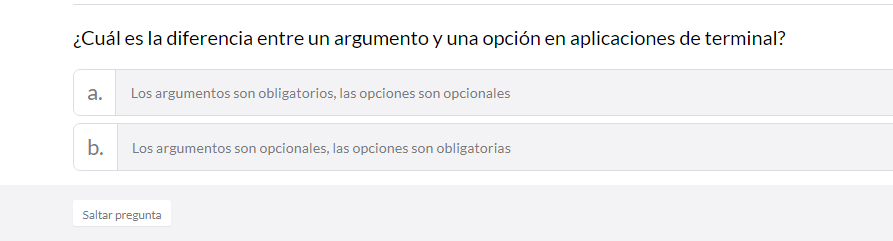 ¿Cuál es la diferencia entre un argumento y una opción en aplicaciones de terminal?
a. Los argumentos son obligatorios, las opciones son opcionales
b. Los argumentos son opcionales, las opciones son obligatorias
Saltar pregunta